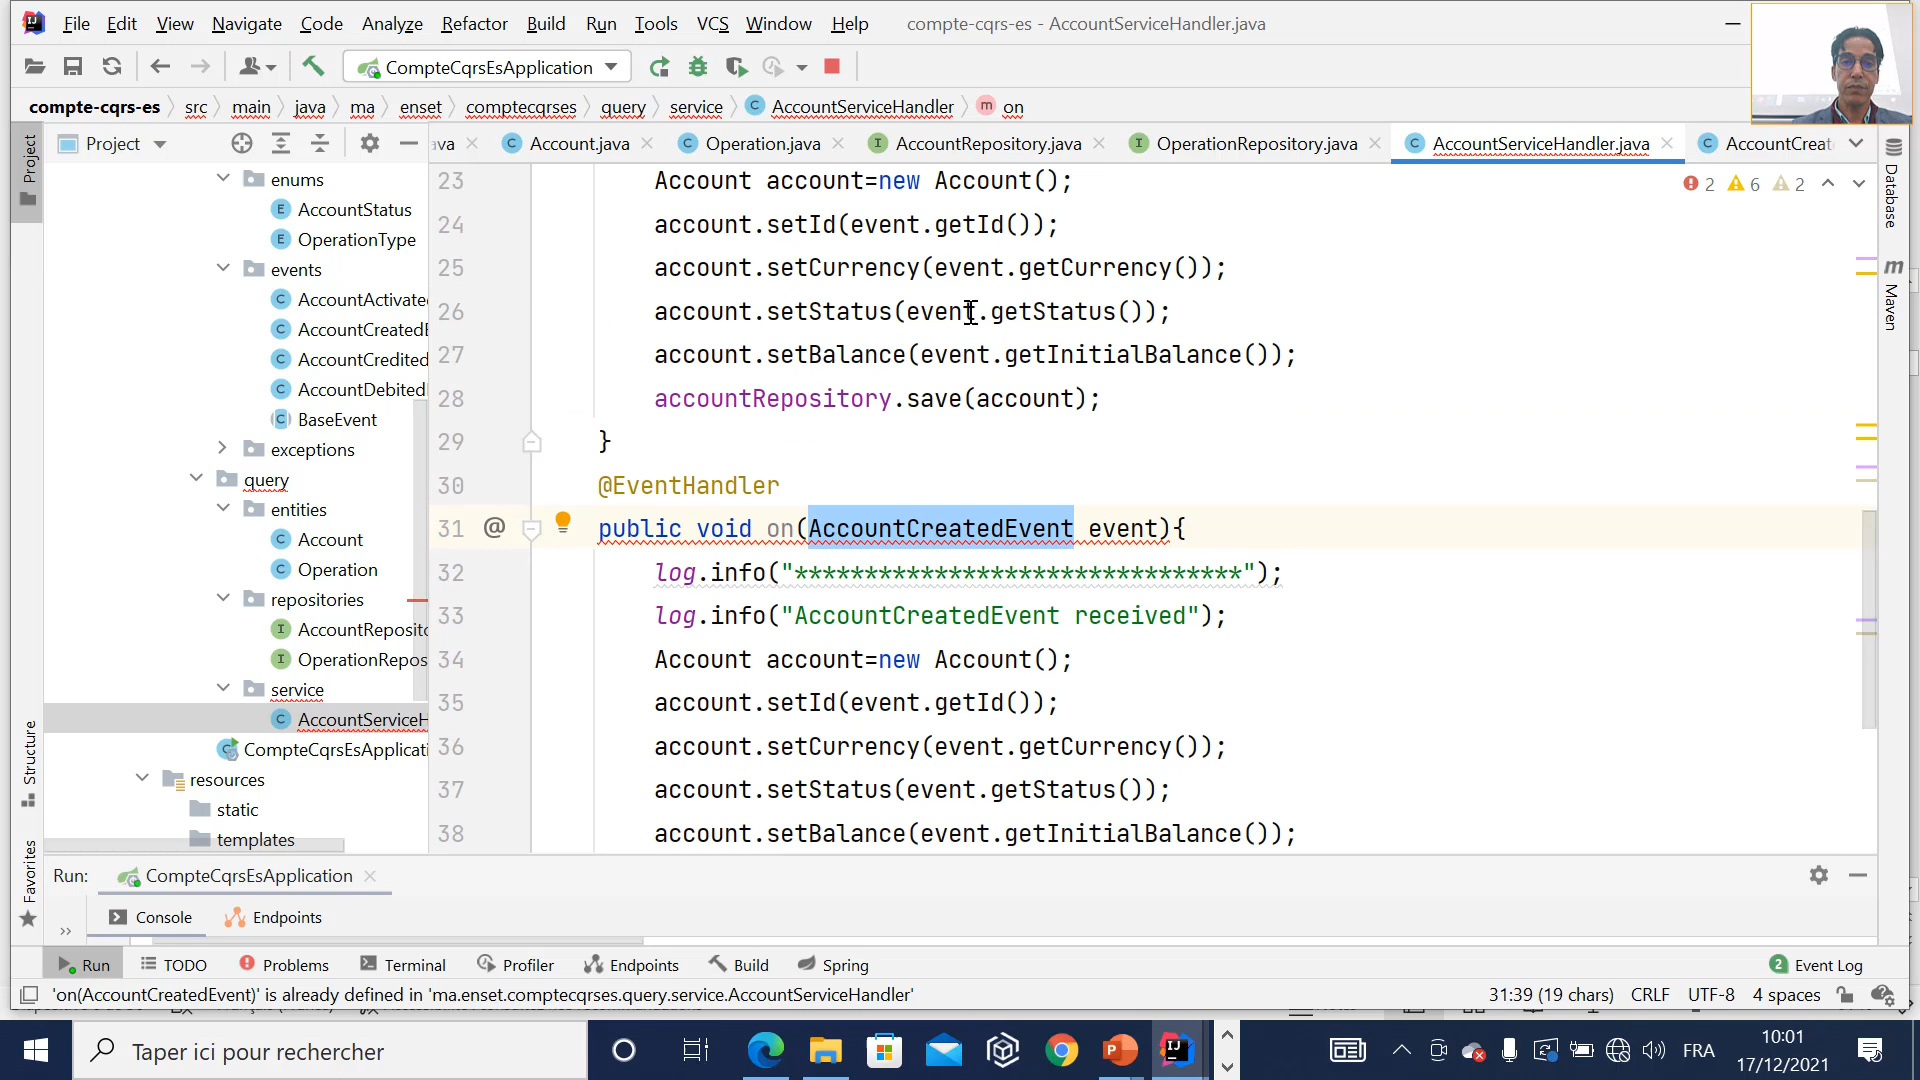 File Edit View Navigate Code Analyze Refactor Build Run Tools VCS Window Help compte-cqrs-es - AccountServiceHandler.java
CompteCqrsEsApplication
compte-cqrs-es src main java ma enset comptecqrses query service AccountServiceHandler on
Project
ava Account.java Operation.java AccountRepository.java OperationRepository.java AccountServiceHandler.java AccountCreat
Project
enums
AccountStatus
OperationType
events
AccountActivate
AccountCreatedE
AccountCredited
AccountDebited
BaseEvent
exceptions
query
entities
Account
Operation
repositories
AccountReposito
OperationRepos
service
AccountServiceH
CompteCqrsEsApplicati
resources
static
templates
Structure
Favorites
2 6 2
Database
Maven
23 Account account=new Account();
24 account.setId(event.getId());
25 account.setCurrency(event.getCurrency());
26 account.setStatus(event.getStatus());
27 account.setBalance(event.getInitialBalance());
28 accountRepository.save(account);
29 }
30 @EventHandler
31 @ public void on(AccountCreatedEvent event){
32 log.info("********************************");
33 log.info("AccountCreatedEvent received");
34 Account account=new Account();
35 account.setId(event.getId());
36 account.setCurrency(event.getCurrency());
37 account.setStatus(event.getStatus());
38 account.setBalance(event.getInitialBalance());
Run: CompteCqrsEsApplication
Console Endpoints
Run TODO Problems Terminal Profiler Endpoints Build Spring 2 Event Log
'on(AccountCreatedEvent)' is already defined in 'ma.enset.comptecqrses.query.service.AccountServiceHandler' 31:39 (19 chars) CRLF UTF-8 4 spaces
Taper ici pour rechercher
FRA
10:01
17/12/2021